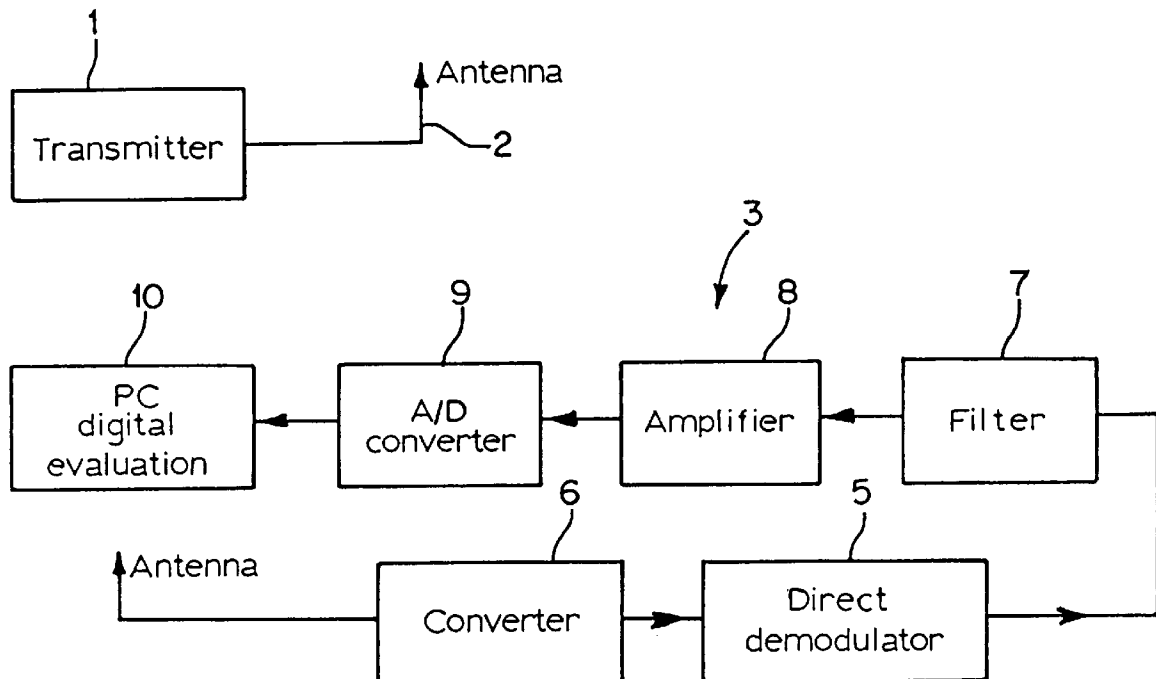 1
Antenna
Transmitter
2
3
10
9
8
7
PC
digital
evaluation
A/D
converter
Amplifier
Filter
6
5
Antenna
Converter
Direct
demodulator